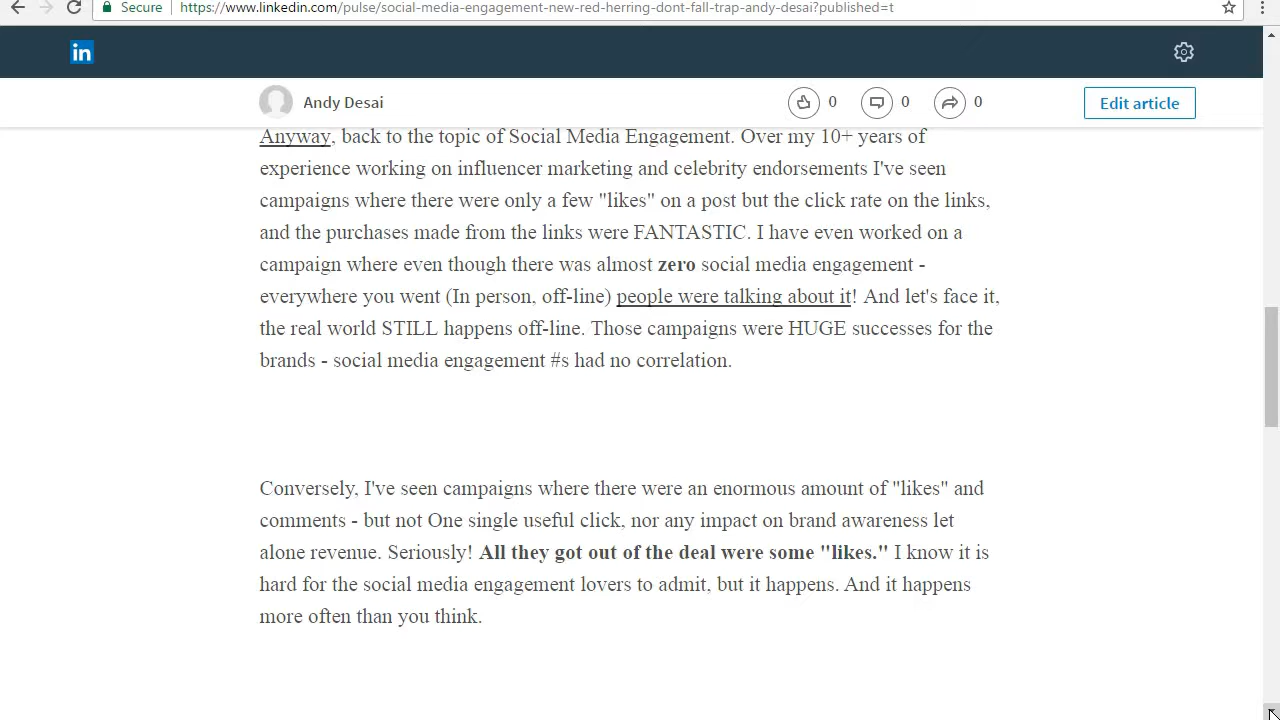 Secure
https://www.linkedin.com/pulse/social-media-engagement-new-red-herring-dont-fall-trap-andy-desai?published=t
in
Andy Desai
0
0
0
Edit article
Anyway, back to the topic of Social Media Engagement. Over my 10+ years of
experience working on influencer marketing and celebrity endorsements I've seen
campaigns where there were only a few "likes" on a post but the click rate on the links,
and the purchases made from the links were FANTASTIC. I have even worked on a
campaign where even though there was almost zero social media engagement -
everywhere you went (In person, off-line) people were talking about it! And let's face it,
the real world STILL happens off-line. Those campaigns were HUGE successes for the
brands - social media engagement #s had no correlation.
Conversely, I've seen campaigns where there were an enormous amount of "likes" and
comments - but not One single useful click, nor any impact on brand awareness let
alone revenue. Seriously! All they got out of the deal were some "likes." I know it is
hard for the social media engagement lovers to admit, but it happens. And it happens
more often than you think.